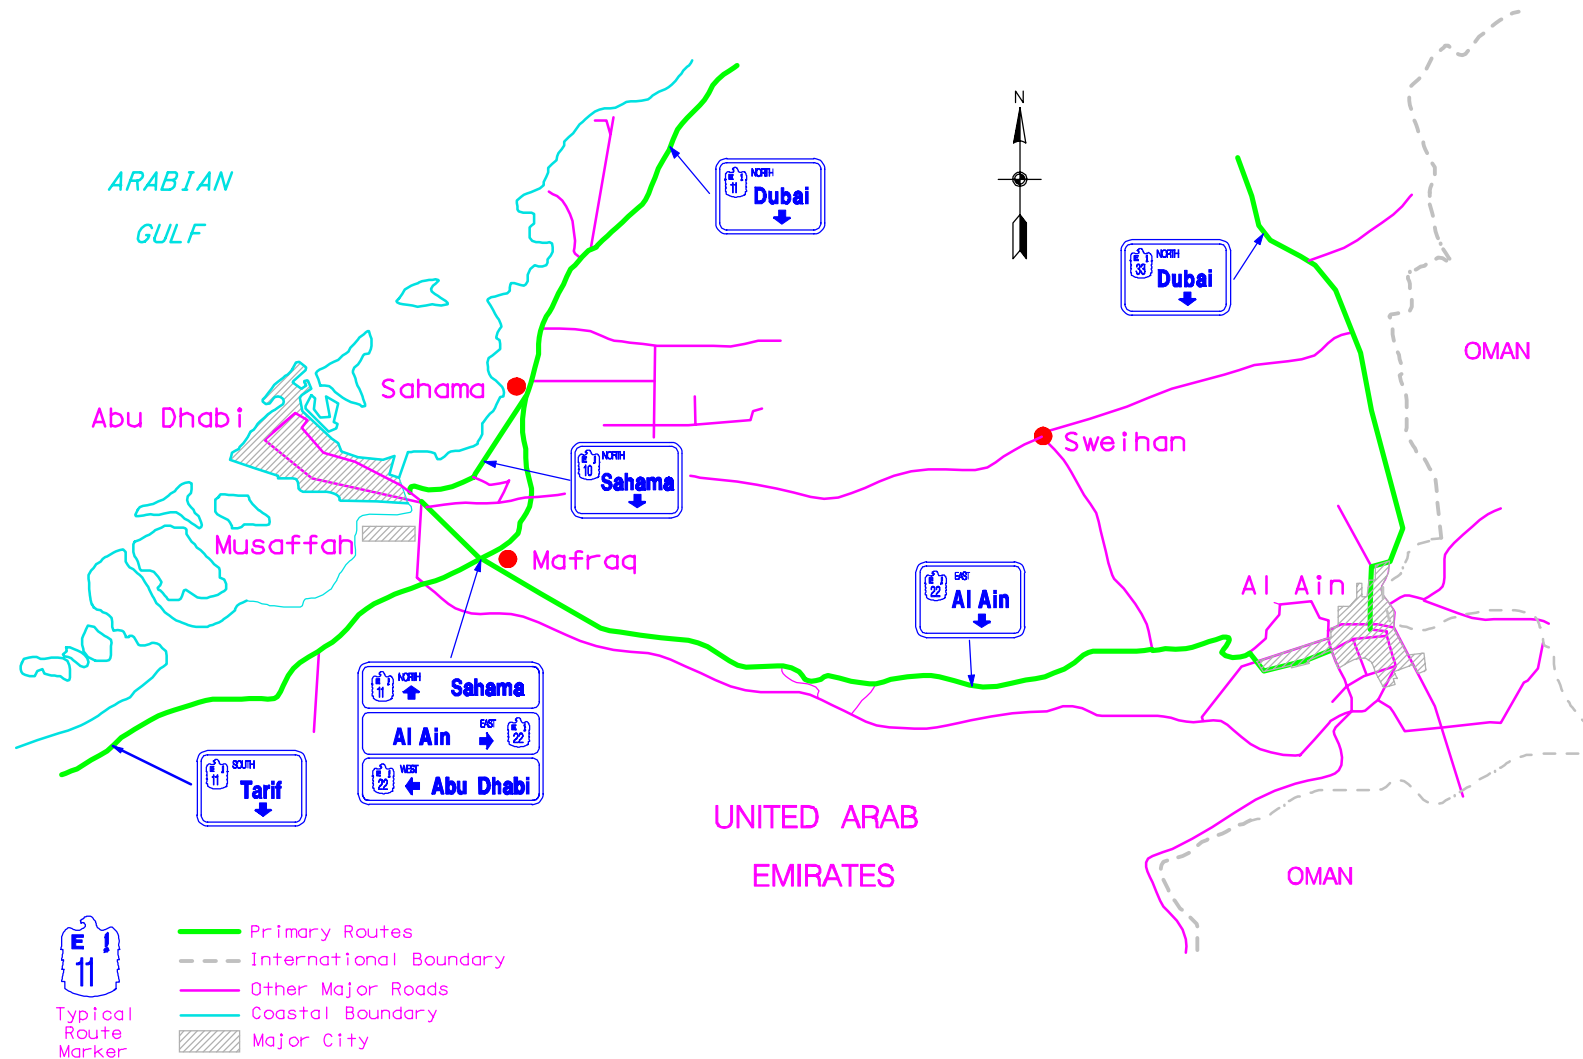 N
ARABIAN
GULF
NORTH
E
11
Dubai
NORTH
E
33
Dubai
OMAN
Sahama
Abu Dhabi
Sweihan
NORTH
E
10
Sahama
Musaffah
Mafraq
EAST
E
22
Al Ain
Al Ain
NORTH
E
11
Sahama
Al Ain
EAST
E
22
WEST
E
22
Abu Dhabi
SOUTH
E
11
Tarif
UNITED ARAB
EMIRATES
OMAN
E
11
Typical
Route
Marker
Primary Routes
International Boundary
Other Major Roads
Coastal Boundary
Major City